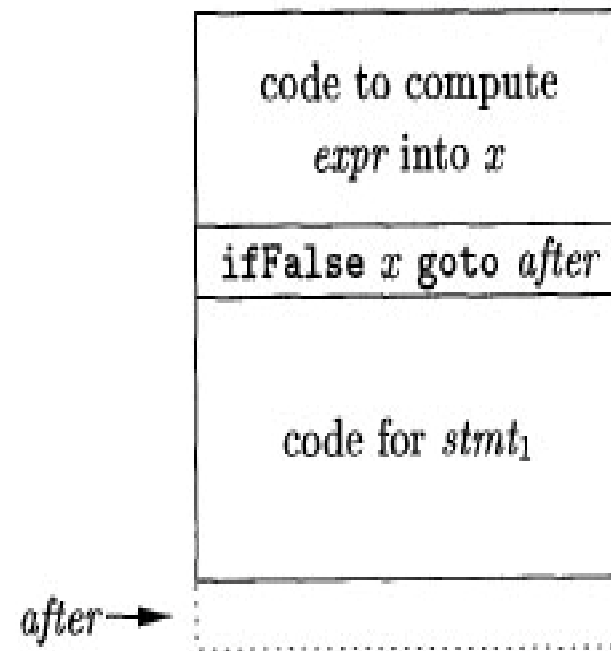 code to compute
expr into x
ifFalse x goto after
code for stmt₁
after